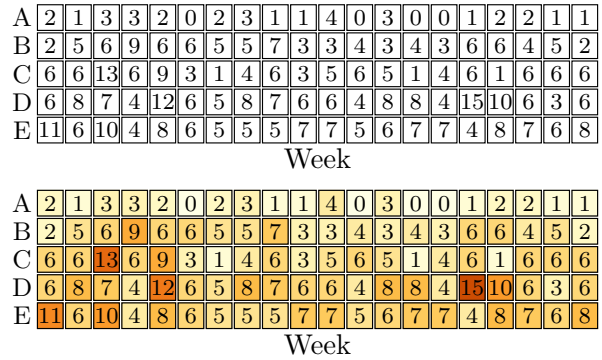 A 2 1 3 3 2 0 2 3 1 1 4 0 3 0 0 1 2 2 1 1
B 2 5 6 9 6 6 5 5 7 3 3 4 3 4 3 6 6 4 5 2
C 6 6 13 6 9 3 1 4 6 3 5 6 5 1 4 6 1 6 6 6
D 6 8 7 4 12 6 5 8 7 6 6 4 8 8 4 15 10 6 3 6
E 11 6 10 4 8 6 5 5 5 7 7 5 6 7 7 4 8 7 6 8
Week
A 2 1 3 3 2 0 2 3 1 1 4 0 3 0 0 1 2 2 1 1
B 2 5 6 9 6 6 5 5 7 3 3 4 3 4 3 6 6 4 5 2
C 6 6 13 6 9 3 1 4 6 3 5 6 5 1 4 6 1 6 6 6
D 6 8 7 4 12 6 5 8 7 6 6 4 8 8 4 15 10 6 3 6
E 11 6 10 4 8 6 5 5 5 7 7 5 6 7 7 4 8 7 6 8
Week